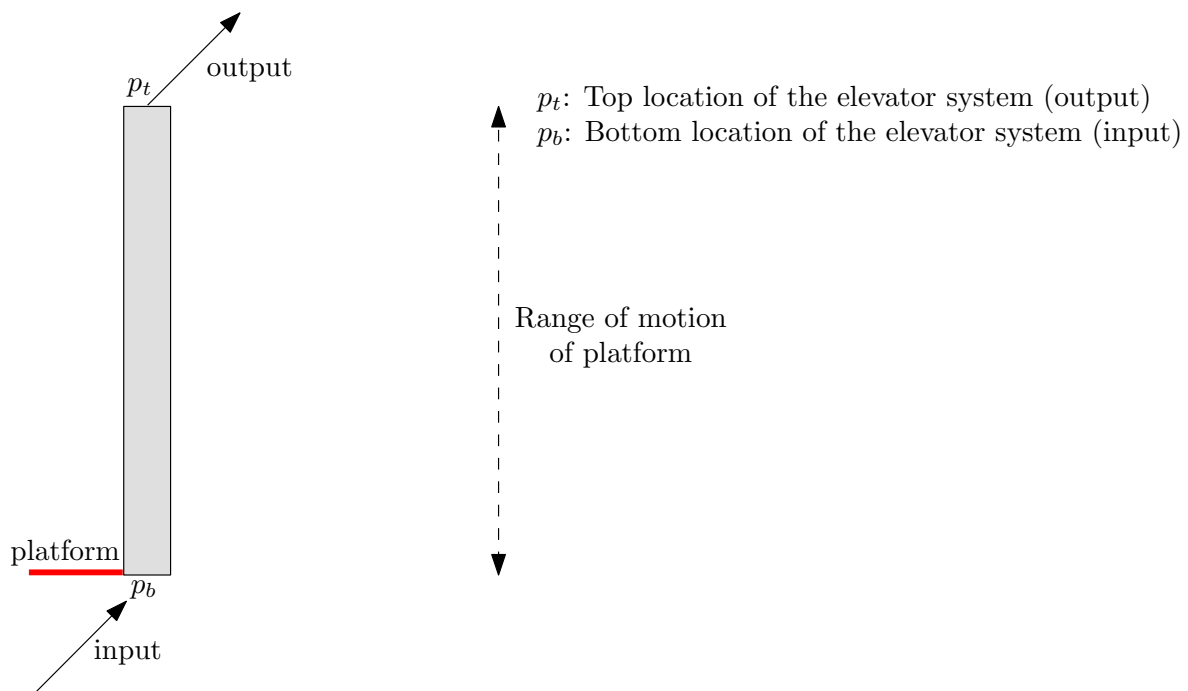 output
p_t
p_t: Top location of the elevator system (output)
p_b: Bottom location of the elevator system (input)
Range of motion
of platform
platform
p_b
input